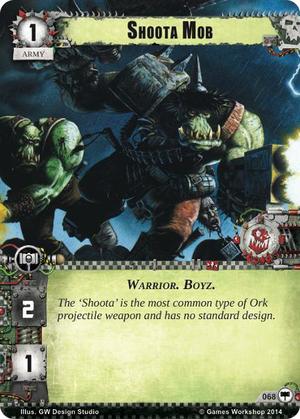 1
ARMY
SHOOTA MOB
WARRIOR. BOYZ.
The 'Shoota' is the most common type of Ork
projectile weapon and has no standard design.
2
1
068
Illus. GW Design Studio
© Games Workshop 2014